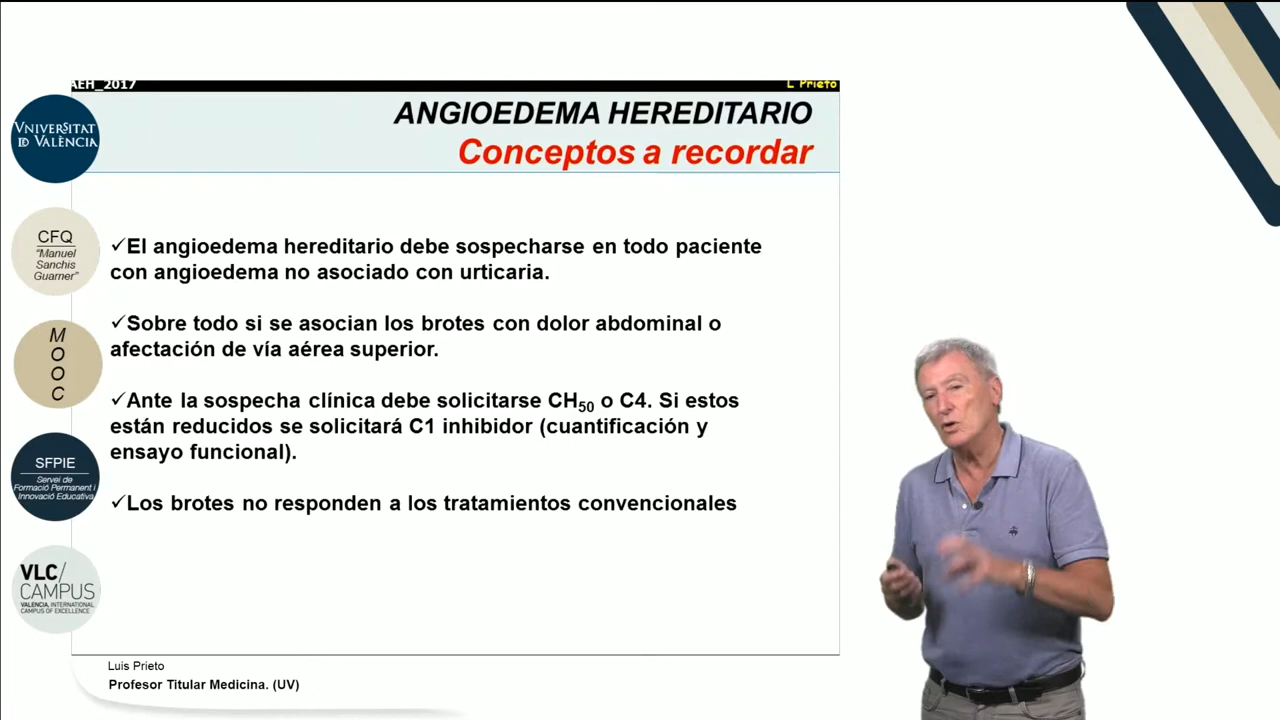 AEH_2017
L Prieto
ANGIOEDEMA HEREDITARIO
Conceptos a recordar
VNIVERSITAT
ID VALÈNCIA
CFQ
"Manuel
Sanchis
Guarner"
M
O
O
C
SFPIE
Servei de
Formació Permanent i
Innovació Educativa
VLC/
CAMPUS
VALENCIA, INTERNATIONAL
CAMPUS OF EXCELLENCE
✓El angioedema hereditario debe sospecharse en todo paciente
con angioedema no asociado con urticaria.
✓Sobre todo si se asocian los brotes con dolor abdominal o
afectación de vía aérea superior.
✓Ante la sospecha clínica debe solicitarse CH50 o C4. Si estos
están reducidos se solicitará C1 inhibidor (cuantificación y
ensayo funcional).
✓Los brotes no responden a los tratamientos convencionales
Luis Prieto
Profesor Titular Medicina. (UV)